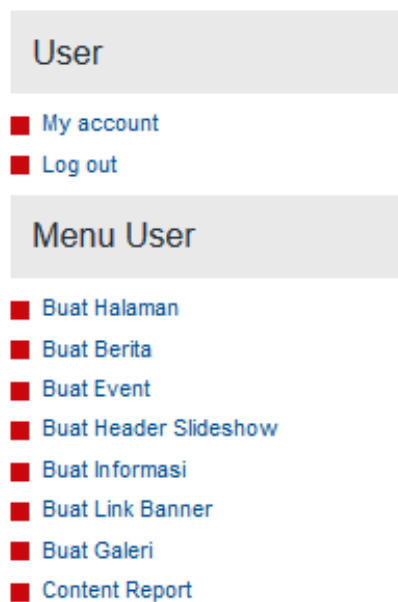 User
My account
Log out
Menu User
Buat Halaman
Buat Berita
Buat Event
Buat Header Slideshow
Buat Informasi
Buat Link Banner
Buat Galeri
Content Report